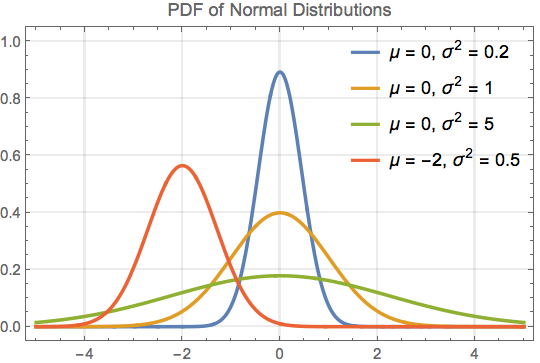 PDF of Normal Distributions
1.0
μ = 0, σ² = 0.2
μ = 0, σ² = 1
0.8
μ = 0, σ² = 5
0.6
μ = −2, σ² = 0.5
0.4
0.2
0.0
−4 −2 0 2 4